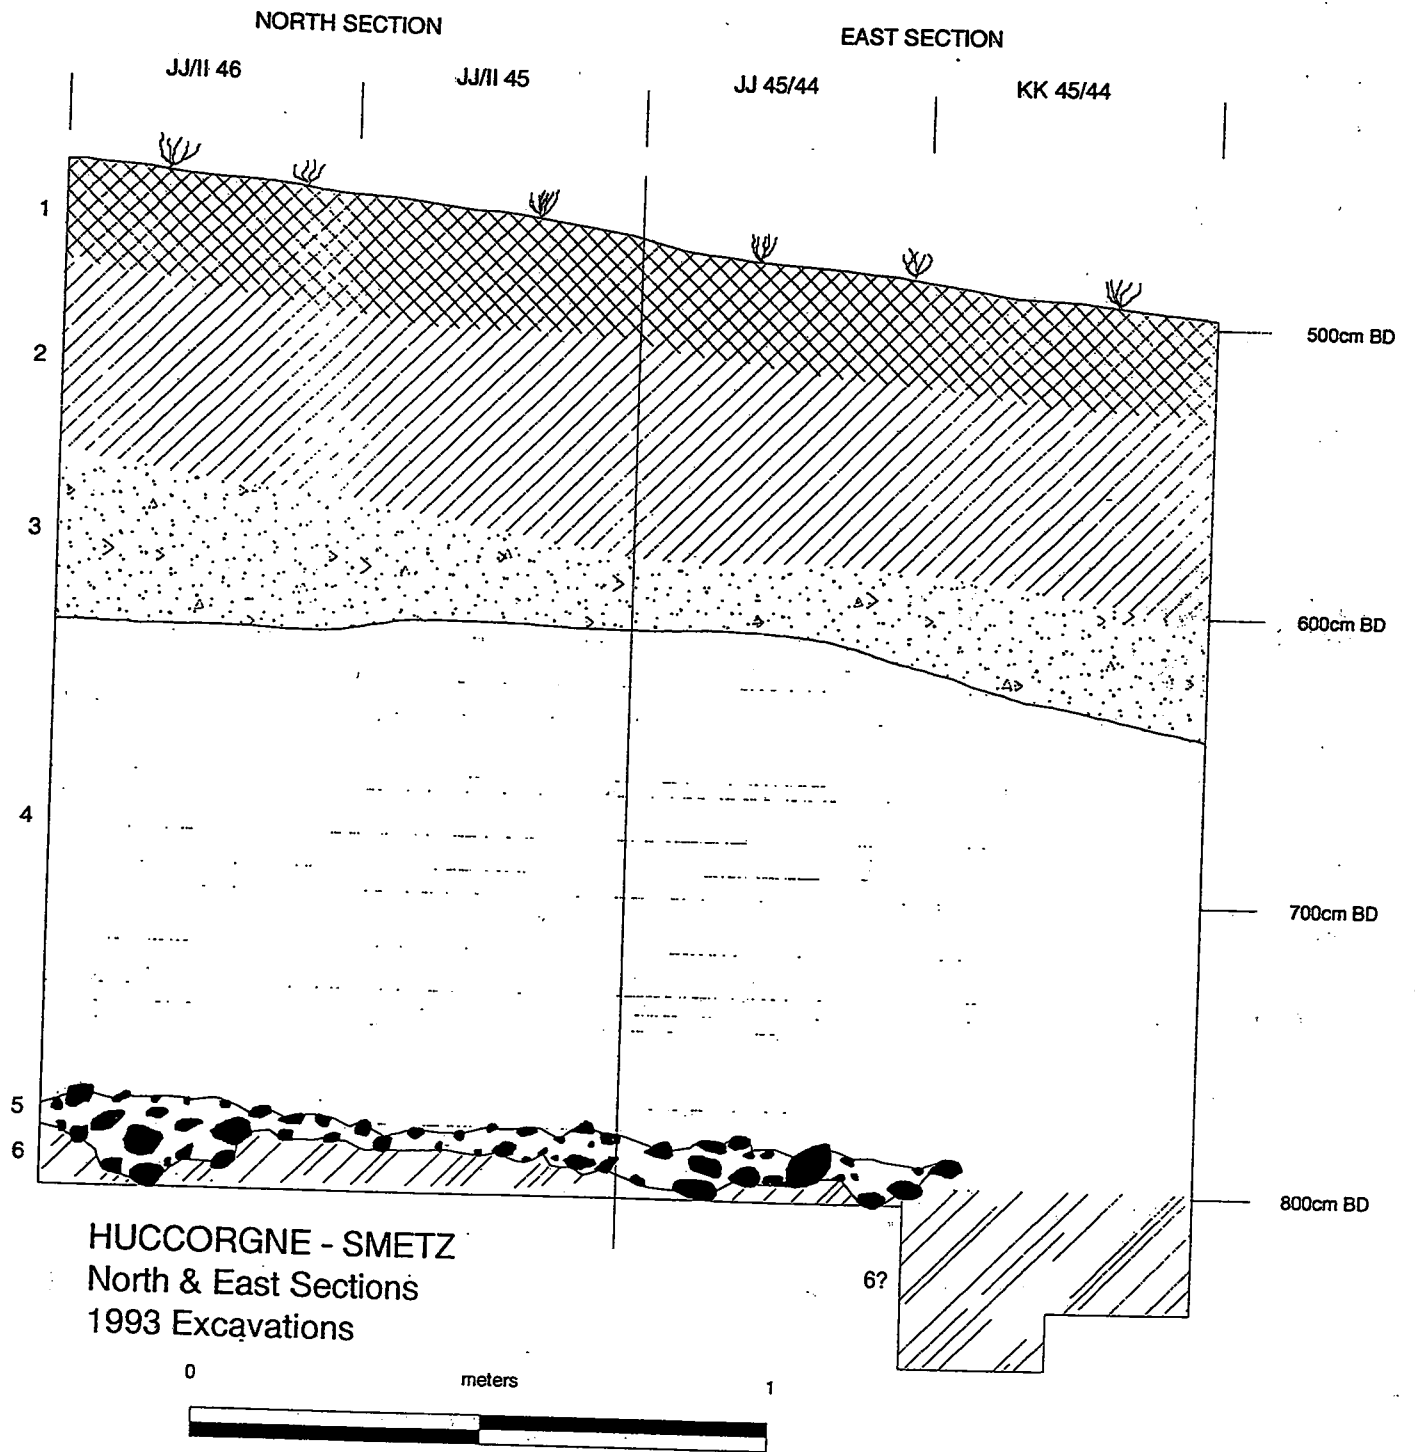 NORTH SECTION
EAST SECTION
JJ/II 46
JJ/II 45
JJ 45/44
KK 45/44
1
500cm BD
2
3
600cm BD
4
700cm BD
5
6
800cm BD
HUCCORGNE - SMETZ
North & East Sections
1993 Excavations
6?
0
meters
1